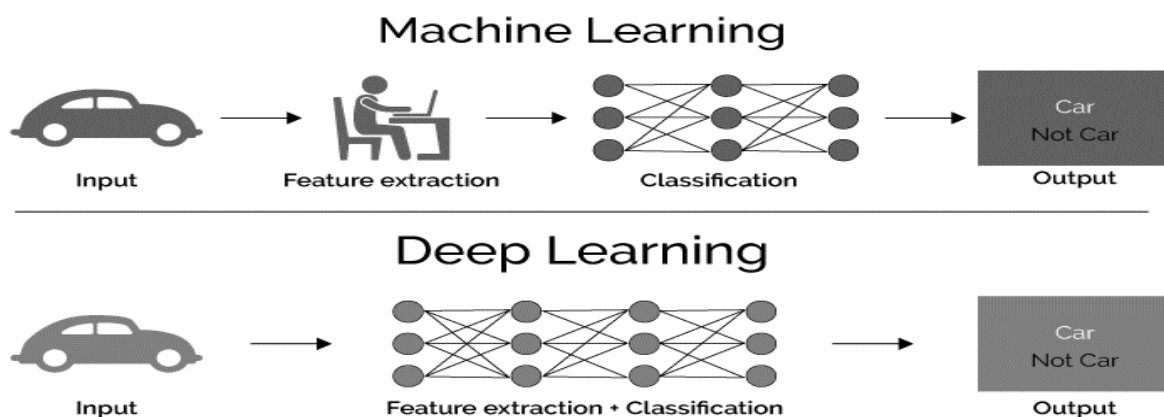 Machine Learning
Car
Not Car
Input
Feature extraction
Classification
Output
Deep Learning
Car
Not Car
Input
Feature extraction + Classification
Output